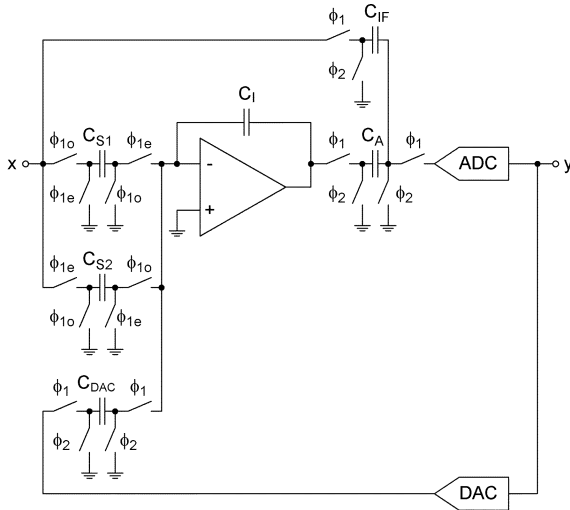 ϕ1 CIF
ϕ2
CI
ϕ1o CS1 ϕ1e
ϕ1 CA ϕ1
x
-
ADC
y
ϕ1e ϕ1o
+
ϕ2 ϕ2
ϕ1e CS2 ϕ1o
ϕ1o ϕ1e
ϕ1 CDAC ϕ1
ϕ2 ϕ2
DAC